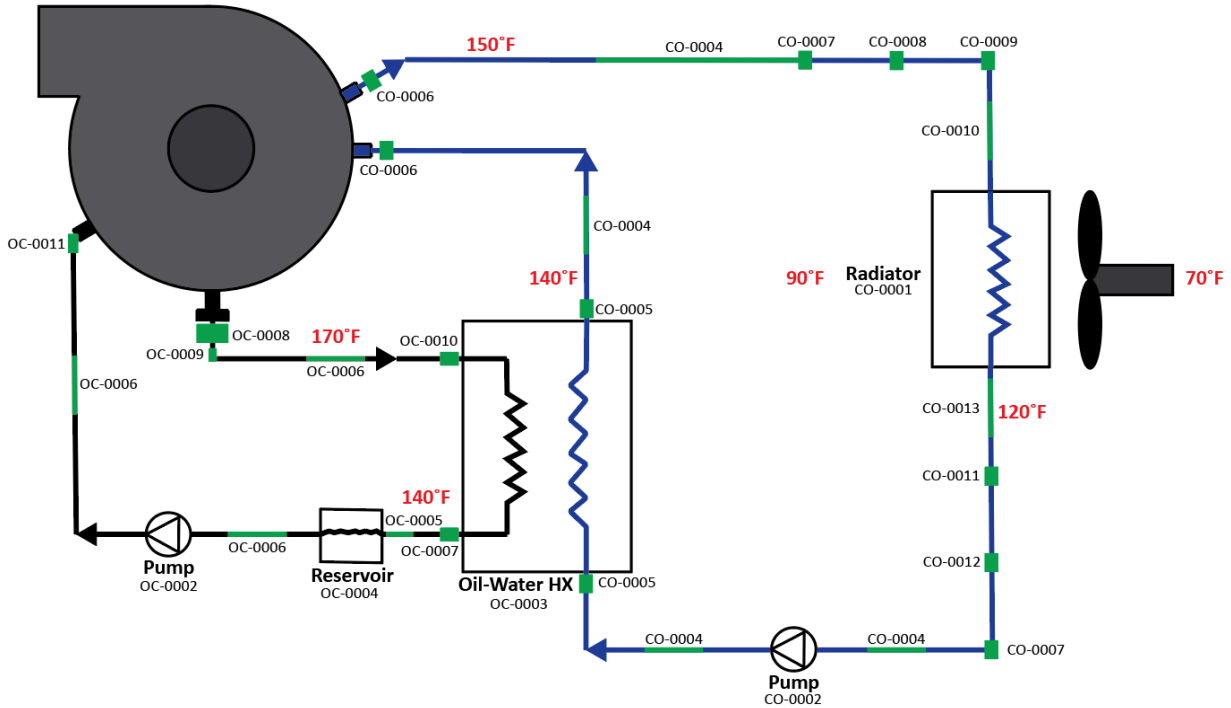 150°F
CO-0004
CO-0007
CO-0008
CO-0009
CO-0006
CO-0010
CO-0006
CO-0004
OC-0011
140°F
90°F
Radiator
CO-0001
70°F
CO-0005
OC-0008
170°F
OC-0010
OC-0009
OC-0006
OC-0006
CO-0013
120°F
CO-0011
140°F
OC-0005
OC-0007
OC-0006
Pump
OC-0002
Reservoir
OC-0004
Oil-Water HX
OC-0003
CO-0005
CO-0012
CO-0004
CO-0004
CO-0007
Pump
CO-0002